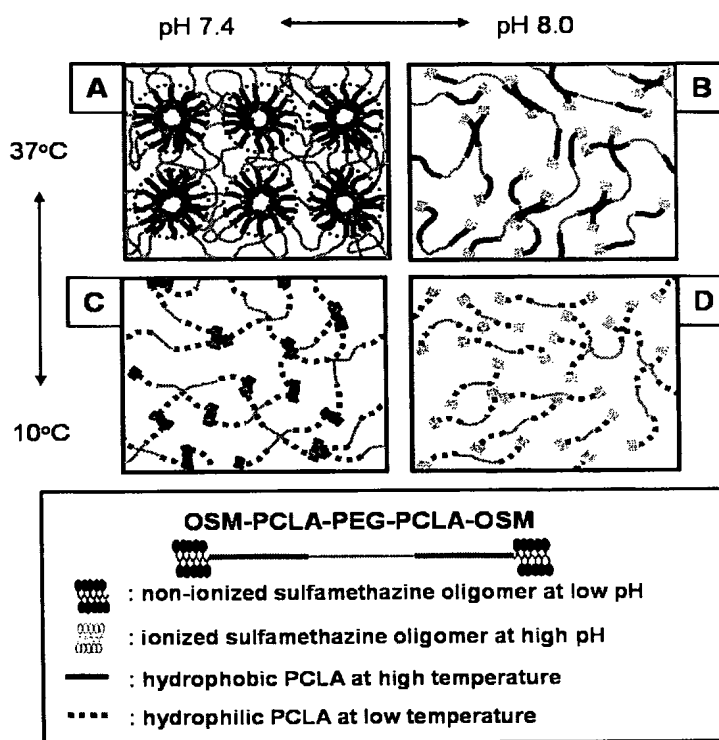 pH 7.4 pH 8.0
A B
37°C
C D
10°C
OSM-PCLA-PEG-PCLA-OSM
: non-ionized sulfamethazine oligomer at low pH
: ionized sulfamethazine oligomer at high pH
: hydrophobic PCLA at high temperature
: hydrophilic PCLA at low temperature